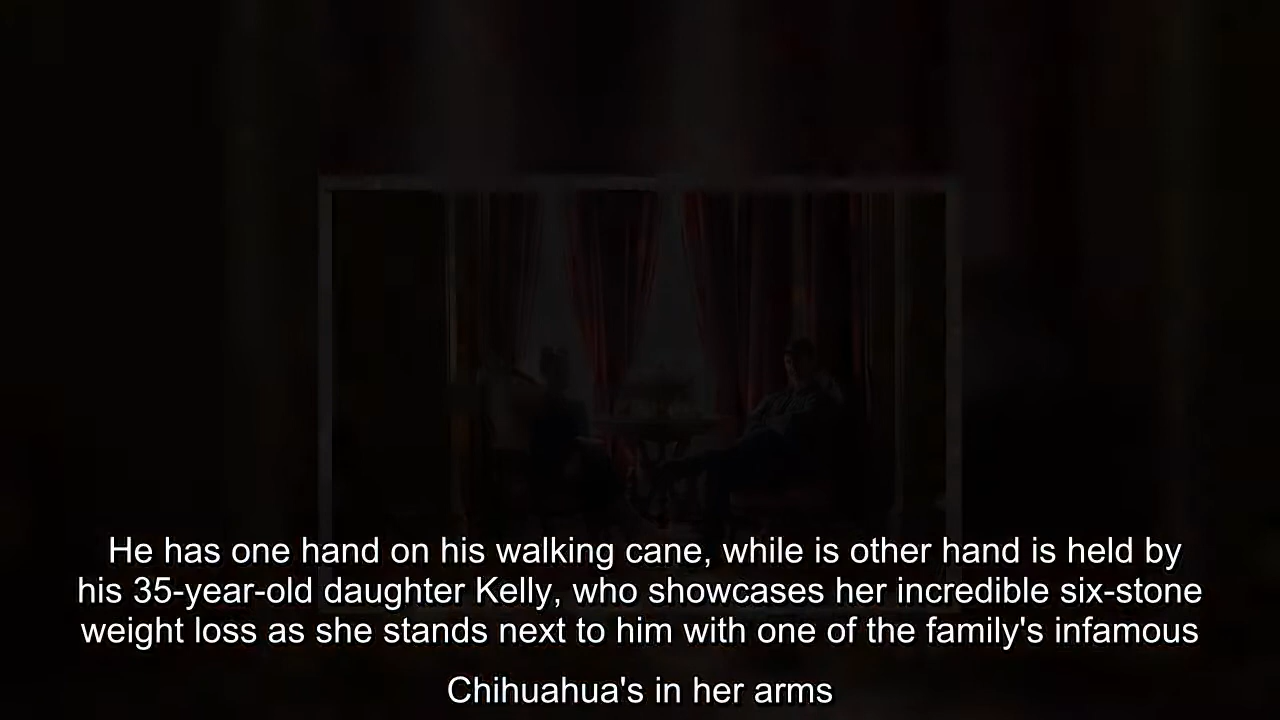 He has one hand on his walking cane, while is other hand is held by
his 35-year-old daughter Kelly, who showcases her incredible six-stone
weight loss as she stands next to him with one of the family's infamous
Chihuahua's in her arms